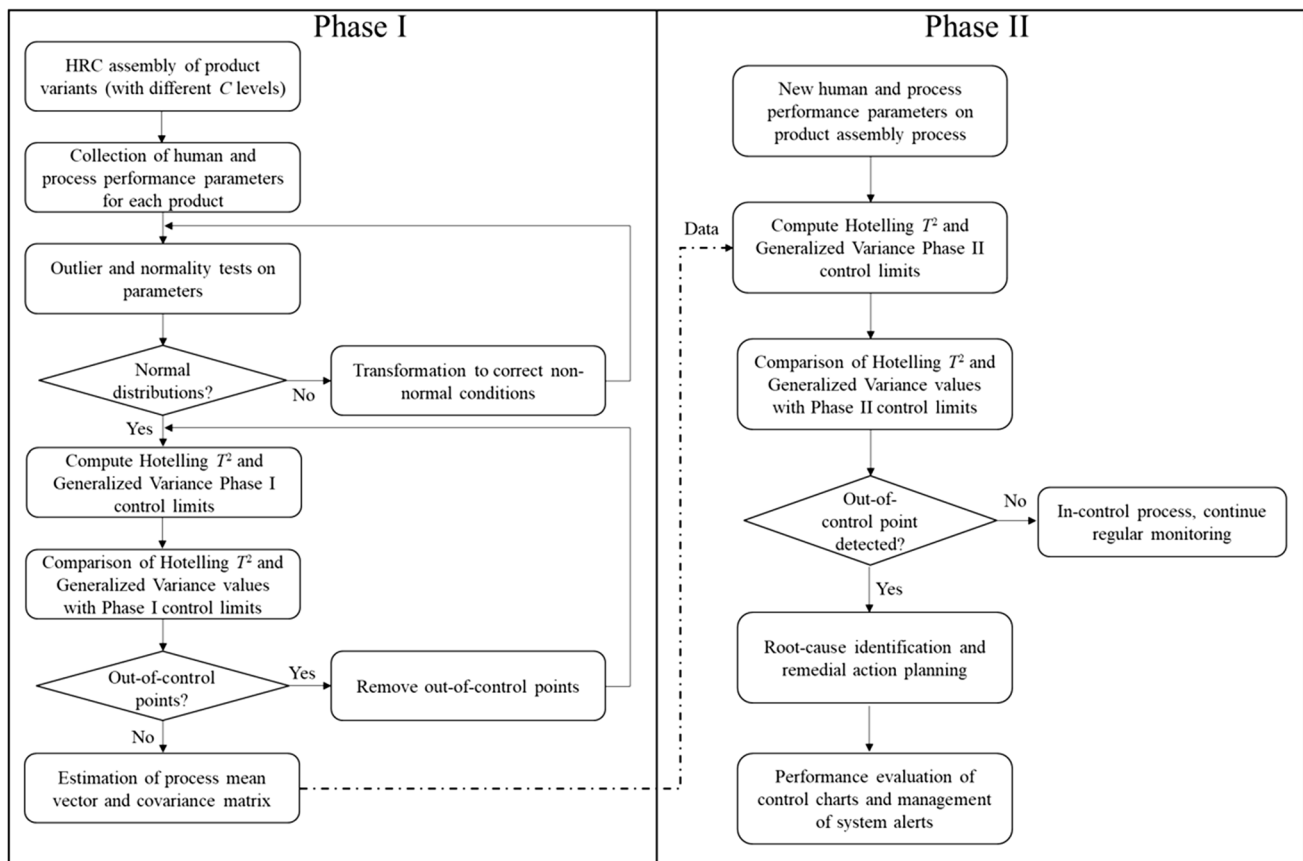 Phase I
HRC assembly of product
variants (with different C levels)
Collection of human and
process performance parameters
for each product
Outlier and normality tests on
parameters
Normal
distributions?
No
Transformation to correct non-
normal conditions
Yes
Compute Hotelling T² and
Generalized Variance Phase I
control limits
Comparison of Hotelling T² and
Generalized Variance values
with Phase I control limits
Out-of-control
points?
Yes
Remove out-of-control points
No
Estimation of process mean
vector and covariance matrix
Data
Phase II
New human and process
performance parameters on
product assembly process
Compute Hotelling T² and
Generalized Variance Phase II
control limits
Comparison of Hotelling T² and
Generalized Variance values
with Phase II control limits
Out-of-
control point
detected?
No
In-control process, continue
regular monitoring
Yes
Root-cause identification and
remedial action planning
Performance evaluation of
control charts and management
of system alerts